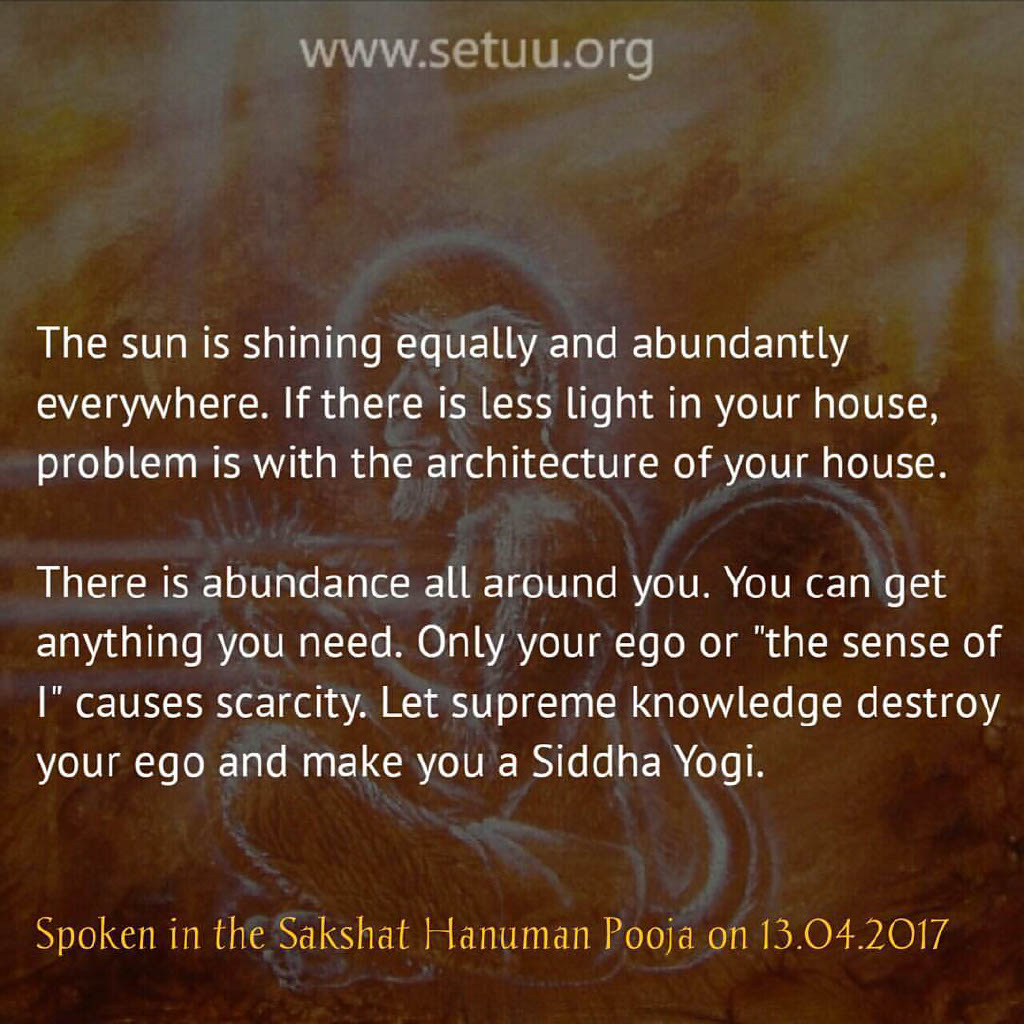 www.setuu.org
The sun is shining equally and abundantly
everywhere. If there is less light in your house,
problem is with the architecture of your house.
There is abundance all around you. You can get
anything you need. Only your ego or "the sense of
I" causes scarcity. Let supreme knowledge destroy
your ego and make you a Siddha Yogi.
Spoken in the Sakshat Hanuman Pooja on 13.04.2017